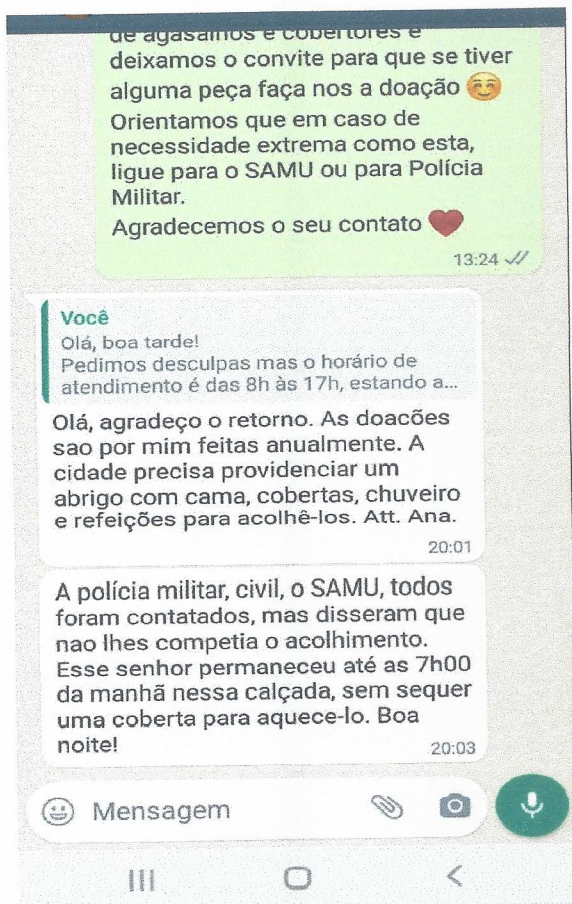 de agasalhos e cobertores e
deixamos o convite para que se tiver
alguma peça faça nos a doação 😊
Orientamos que em caso de
necessidade extrema como esta,
ligue para o SAMU ou para Polícia
Militar.
Agradecemos o seu contato ❤️
13:24
Você
Olá, boa tarde!
Pedimos desculpas mas o horário de
atendimento é das 8h às 17h, estando a...
Olá, agradeço o retorno. As doacões
sao por mim feitas anualmente. A
cidade precisa providenciar um
abrigo com cama, cobertas, chuveiro
e refeições para acolhê-los. Att. Ana.
20:01
A polícia militar, civil, o SAMU, todos
foram contatados, mas disseram que
nao lhes competia o acolhimento.
Esse senhor permaneceu até as 7h00
da manhã nessa calçada, sem sequer
uma coberta para aquece-lo. Boa
noite!
20:03
Mensagem